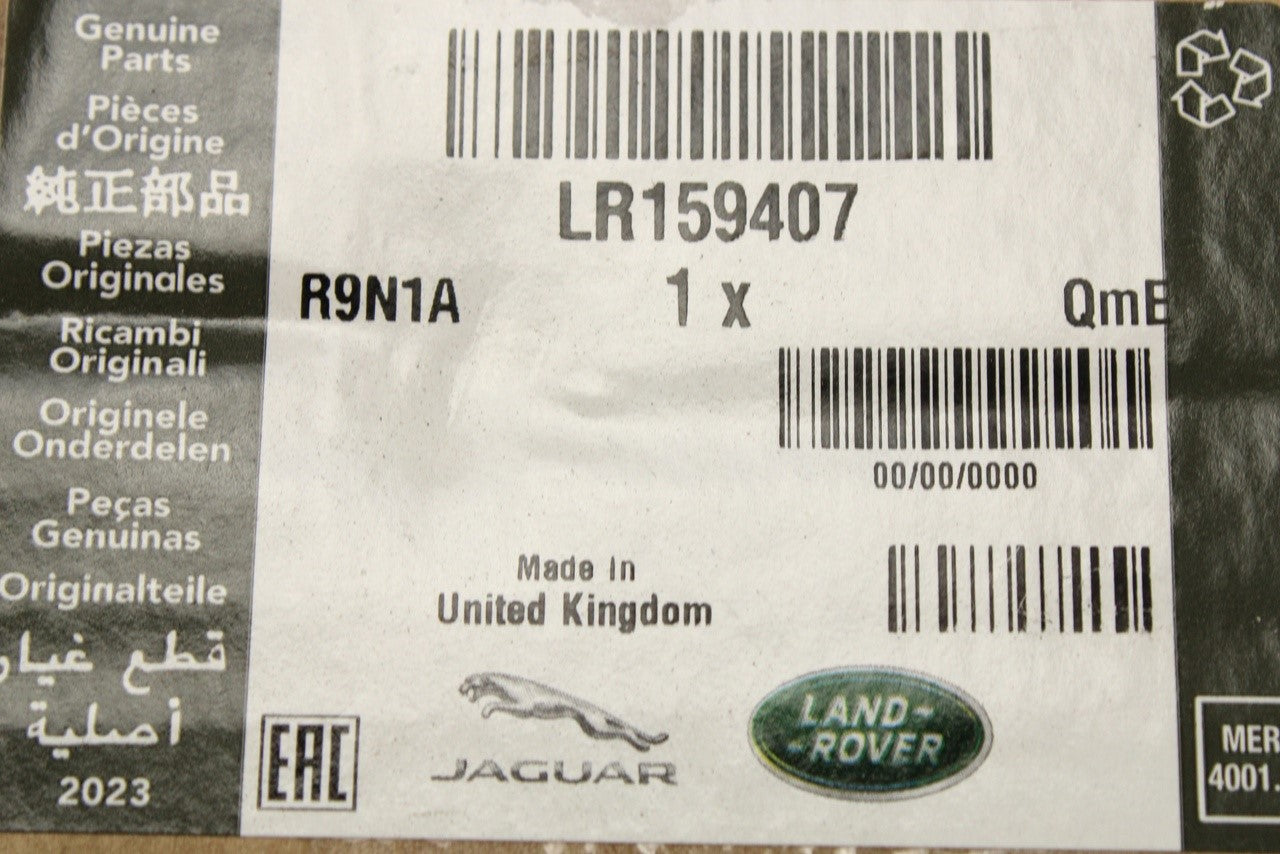 Genuine
Parts
Pièces
d'Origine
純正部品
Piezas
Originales
Ricambi
Originali
Originele
Onderdelen
Peças
Genuinas
Originalteile
قطع غيار
أصلية
2023
LR159407
R9N1A 1 x QmE
00/00/0000
Made in
United Kingdom
EAC
JAGUAR
LAND-
-ROVER
MER
4001.